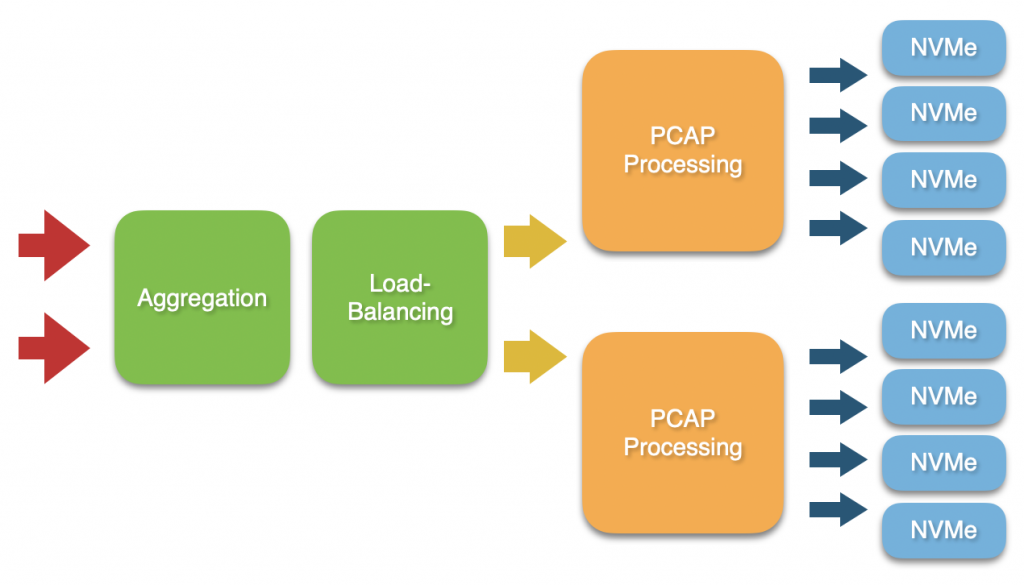 Aggregation
Load-
Balancing
PCAP
Processing
NVMe
NVMe
NVMe
NVMe
PCAP
Processing
NVMe
NVMe
NVMe
NVMe